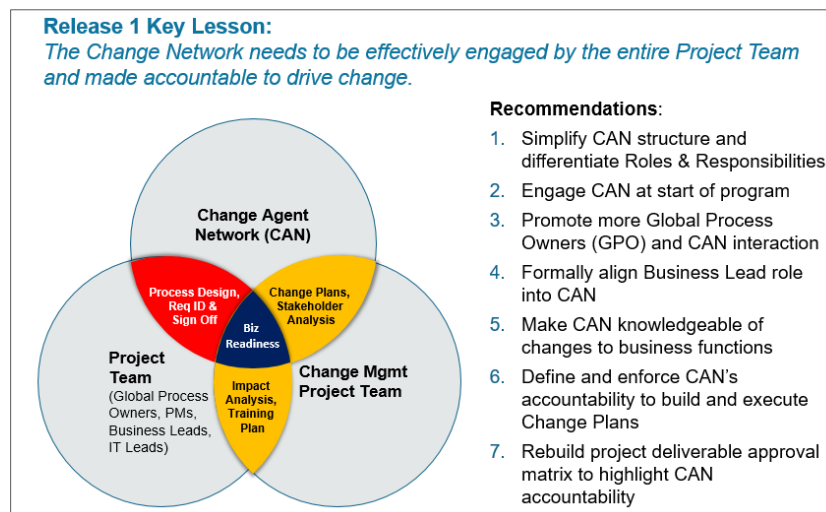 Release 1 Key Lesson:
The Change Network needs to be effectively engaged by the entire Project Team
and made accountable to drive change.
Change Agent
Network (CAN)
Process Design,
Req ID &
Sign Off
Change Plans,
Stakeholder
Analysis
Biz
Readiness
Project
Team
(Global Process
Owners, PMs,
Business Leads,
IT Leads)
Impact
Analysis,
Training
Plan
Change Mgmt
Project Team
Recommendations:
1. Simplify CAN structure and
differentiate Roles & Responsibilities
2. Engage CAN at start of program
3. Promote more Global Process
Owners (GPO) and CAN interaction
4. Formally align Business Lead role
into CAN
5. Make CAN knowledgeable of
changes to business functions
6. Define and enforce CAN's
accountability to build and execute
Change Plans
7. Rebuild project deliverable approval
matrix to highlight CAN
accountability